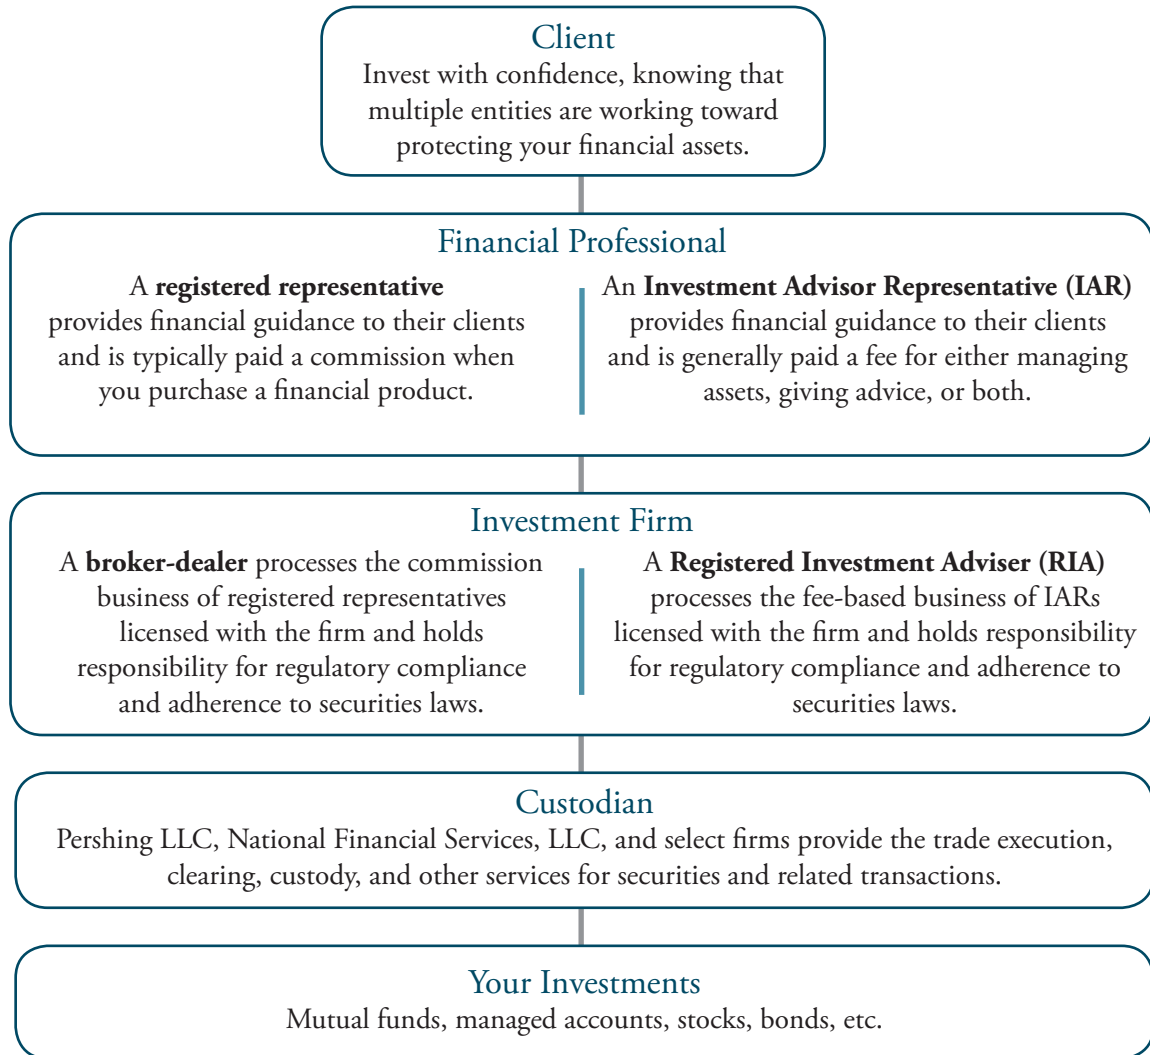 Client
Invest with confidence, knowing that
multiple entities are working toward
protecting your financial assets.
Financial Professional
A registered representative
provides financial guidance to their clients
and is typically paid a commission when
you purchase a financial product.
An Investment Advisor Representative (IAR)
provides financial guidance to their clients
and is generally paid a fee for either managing
assets, giving advice, or both.
Investment Firm
A broker-dealer processes the commission
business of registered representatives
licensed with the firm and holds
responsibility for regulatory compliance
and adherence to securities laws.
A Registered Investment Adviser (RIA)
processes the fee-based business of IARs
licensed with the firm and holds responsibility
for regulatory compliance and adherence to
securities laws.
Custodian
Pershing LLC, National Financial Services, LLC, and select firms provide the trade execution,
clearing, custody, and other services for securities and related transactions.
Your Investments
Mutual funds, managed accounts, stocks, bonds, etc.